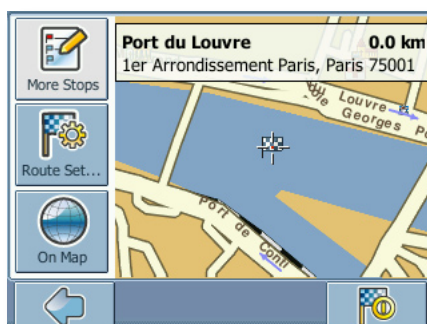 Port du Louvre 0.0 km
1er Arrondissement Paris, Paris 75001
More Stops
Route Set...
On Map
Louvre
Georges
Port de Conti